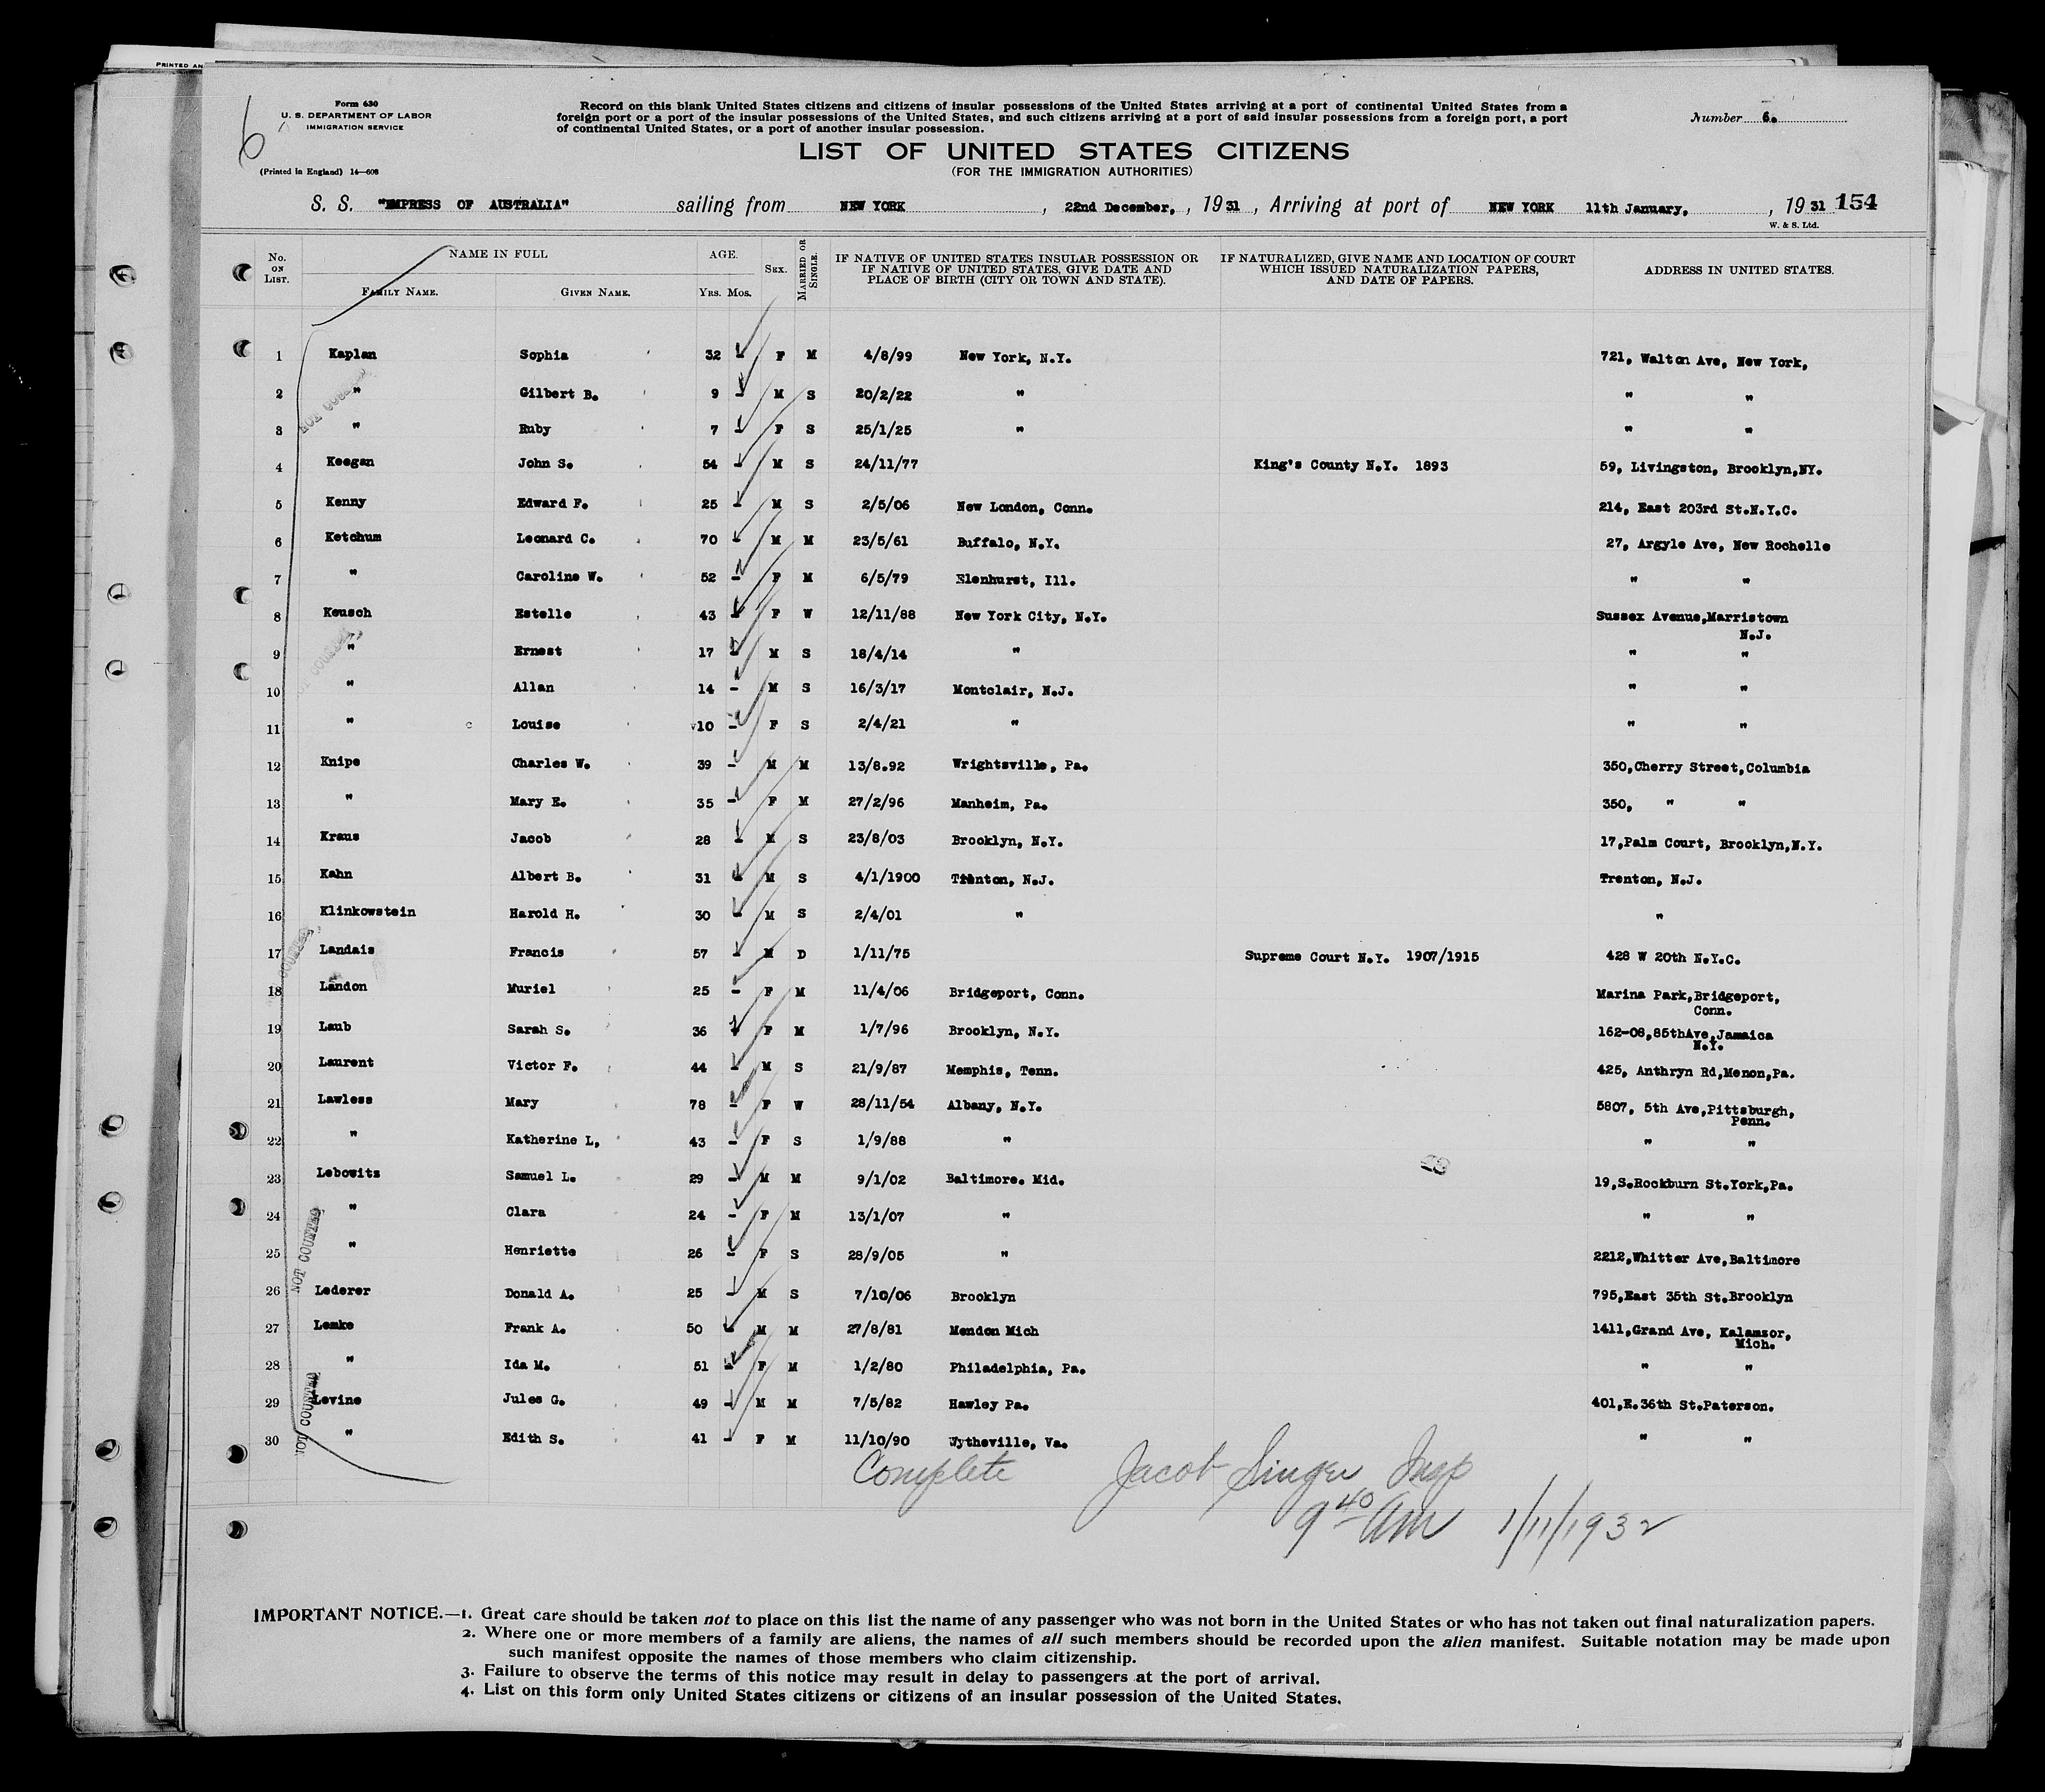 PRINTED AN
6
Form 630
U. S. DEPARTMENT OF LABOR
IMMIGRATION SERVICE
(Printed in England) 14—608
Record on this blank United States citizens and citizens of insular possessions of the United States arriving at a port of continental United States from a
foreign port or a port of the insular possessions of the United States, and such citizens arriving at a port of said insular possessions from a foreign port, a port
of continental United States, or a port of another insular possession.
Number 6.
LIST OF UNITED STATES CITIZENS
(FOR THE IMMIGRATION AUTHORITIES)
S. S. "EMPRESS OF AUSTRALIA" sailing from NEW YORK , 22nd December, , 1931 , Arriving at port of NEW YORK 11th January, , 1931 154
W. & S. Ltd.
No. ON LIST. NAME IN FULL FAMILY NAME. GIVEN NAME. AGE. YRS. MOS. SEX. MARRIED OR SINGLE. IF NATIVE OF UNITED STATES INSULAR POSSESSION OR IF NATIVE OF UNITED STATES, GIVE DATE AND PLACE OF BIRTH (CITY OR TOWN AND STATE). IF NATURALIZED, GIVE NAME AND LOCATION OF COURT WHICH ISSUED NATURALIZATION PAPERS, AND DATE OF PAPERS. ADDRESS IN UNITED STATES.
1 Kaplan Sophia 32 - F M 4/8/99 New York, N.Y. 721, Walton Ave, New York,
2 " Gilbert B. 9 - M S 20/2/22 " " "
3 " Ruby 7 - F S 25/1/25 " " "
4 Keegan John S. 54 - M S 24/11/77 King's County N.Y. 1893 59, Livingston, Brooklyn,NY.
5 Kenny Edward F. 25 - M S 2/5/06 New London, Conn. 214, East 203rd St.N.Y.C.
6 Ketchum Leonard C. 70 - M M 23/5/61 Buffalo, N.Y. 27, Argyle Ave, New Rochelle
7 " Caroline W. 52 - F M 6/5/79 Elenhurst, Ill. " "
8 Keusch Estelle 43 - F W 12/11/88 New York City, N.Y. Sussex Avenue,Marristown
N.J.
9 " Ernest 17 - M S 18/4/14 " " "
10 " Allan 14 - M S 16/3/17 Montclair, N.J. " "
11 " Louise 10 - F S 2/4/21 " " "
12 Knipe Charles W. 39 - M M 13/8.92 Wrightsville, Pa. 350,Cherry Street,Columbia
13 " Mary E. 35 - F M 27/2/96 Manheim, Pa. 350, " "
14 Kraus Jacob 28 - M S 23/8/03 Brooklyn, N.Y. 17,Palm Court, Brooklyn,N.Y.
15 Kahn Albert B. 31 - M S 4/1/1900 Trenton, N.J. Trenton, N.J.
16 Klinkowstein Harold H. 30 - M S 2/4/01 " "
17 Landais Francis 57 - M D 1/11/75 Supreme Court N.Y. 1907/1915 428 W 20th N.Y.C.
18 Landon Muriel 25 - F M 11/4/06 Bridgeport, Conn. Marina Park,Bridgeport,
Conn.
19 Laub Sarah S. 36 - F M 1/7/96 Brooklyn, N.Y. 162-08,85thAve,Jamaica
N.Y.
20 Laurent Victor F. 44 - M S 21/9/87 Memphis, Tenn. 425, Anthryn Rd,Menon,Pa.
21 Lawless Mary 78 - F W 28/11/54 Albany, N.Y. 5807, 5th Ave,Pittsburgh,
Penn.
22 " Katherine L, 43 - F S 1/9/88 " " "
23 Lebowits Samuel L. 29 - M M 9/1/02 Baltimore. Mid. 19,S.Rockburn St.York,Pa.
24 " Clara 24 - F M 13/1/07 " " "
25 " Henriette 26 - F S 28/9/05 " 2212,Whitter Ave,Baltimore
26 Lederer Donald A. 25 - M S 7/10/06 Brooklyn 795,East 35th St.Brooklyn
27 Lemke Frank A. 50 - M M 27/8/81 Mendon Mich 1411,Grand Ave, Kalamzor,
Mich.
28 " Ida M. 51 - F M 1/2/80 Philadelphia, Pa. " "
29 Levine Jules G. 49 - M M 7/5/82 Hawley Pa. 401,E.36th St.Paterson.
30 " Edith S. 41 - F M 11/10/90 Wytheville, Va. " "
NOT COUNTED
NOT COUNTED
NOT COUNTED
NOT COUNTED
NOT COUNTED
Complete Jacob Singer Insp
9 40 Am 1/11/1932
IMPORTANT NOTICE.—1. Great care should be taken not to place on this list the name of any passenger who was not born in the United States or who has not taken out final naturalization papers.
2. Where one or more members of a family are aliens, the names of all such members should be recorded upon the alien manifest. Suitable notation may be made upon
such manifest opposite the names of those members who claim citizenship.
3. Failure to observe the terms of this notice may result in delay to passengers at the port of arrival.
4. List on this form only United States citizens or citizens of an insular possession of the United States.